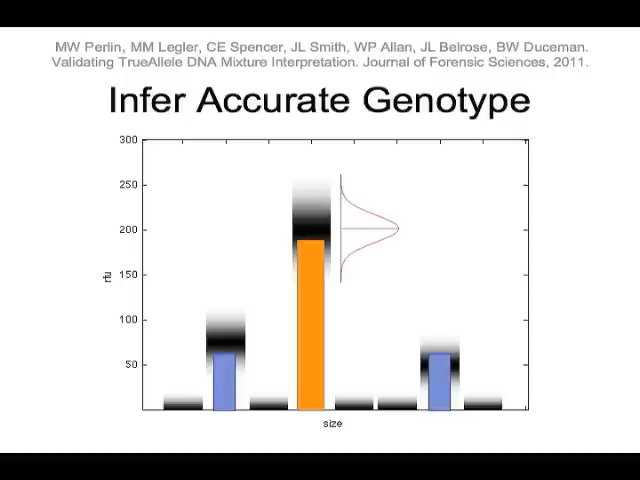 MW Perlin, MM Legler, CE Spencer, JL Smith, WP Allan, JL Belrose, BW Duceman.
Validating TrueAllele DNA Mixture Interpretation. Journal of Forensic Sciences, 2011.
Infer Accurate Genotype
300
250
200
150
100
50
rfu
size